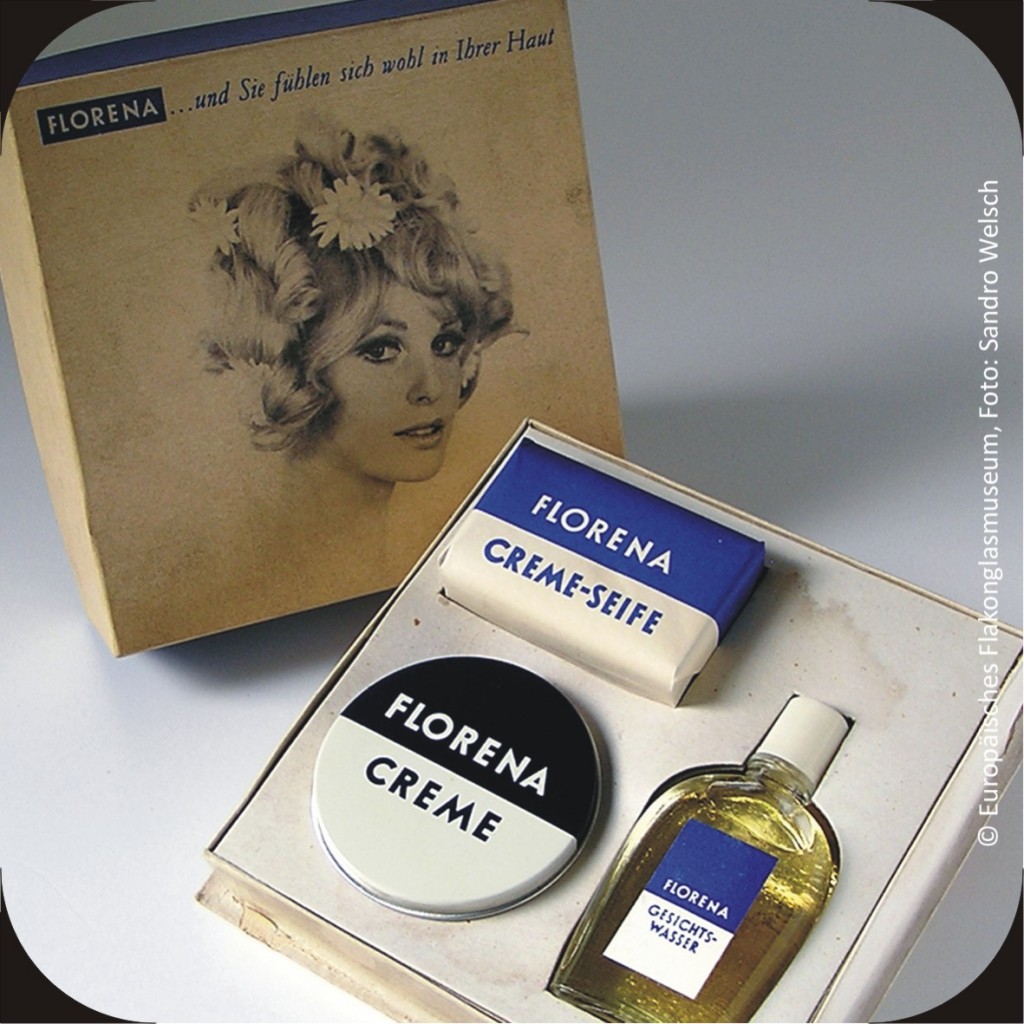 FLORENA ...und Sie fühlen sich wohl in Ihrer Haut
FLORENA
CREME-SEIFE
FLORENA
CREME
FLORENA
GESICHTS-
WASSER
© Europäisches Flakonglasmuseum, Foto: Sandro Welsch